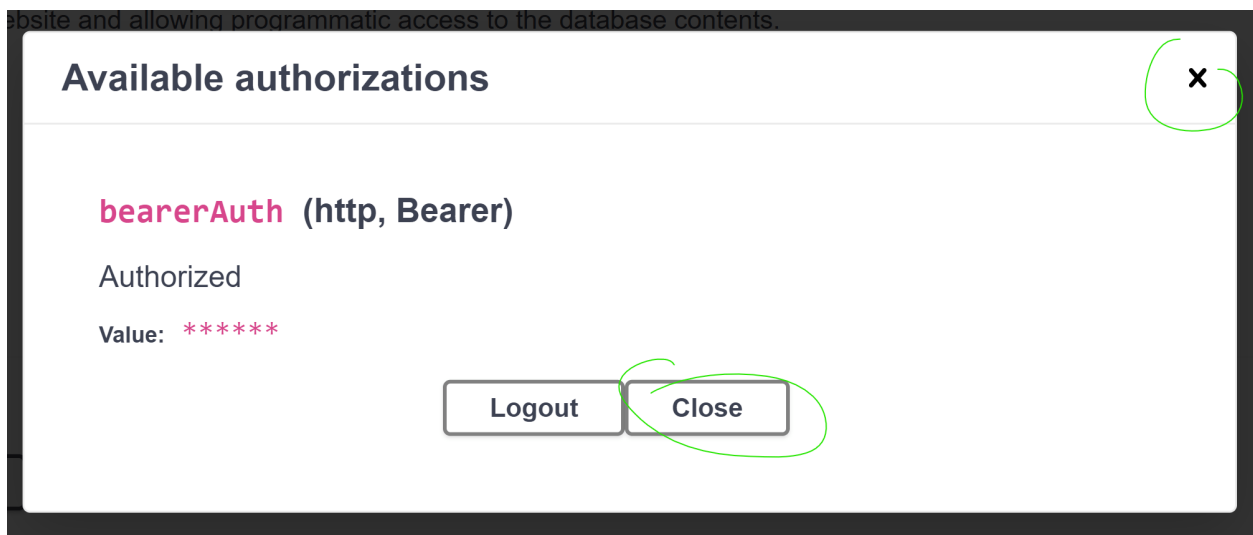 ebsite and allowing programmatic access to the database contents.
Available authorizations
bearerAuth (http, Bearer)
Authorized
Value: ******
Logout Close